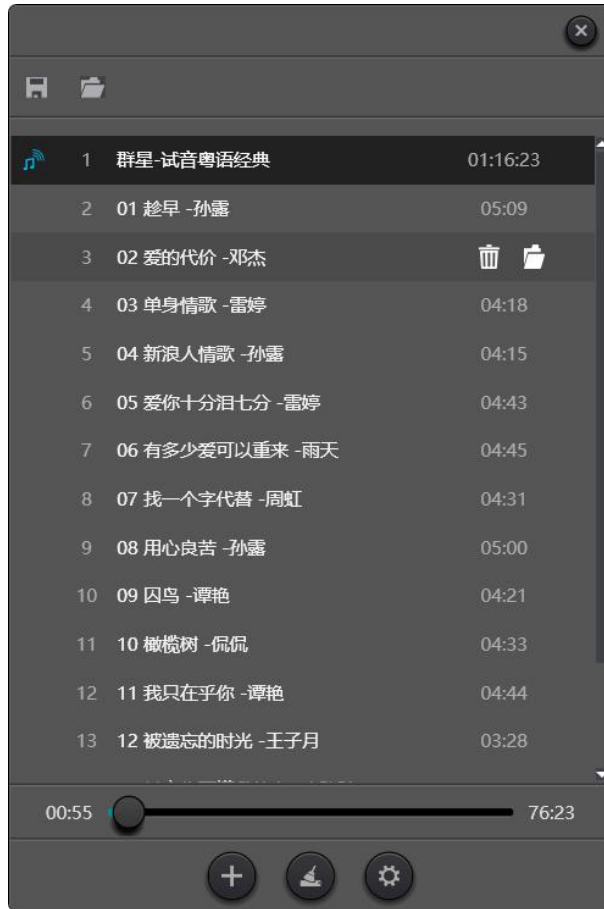 1 群星-试音粤语经典 01:16:23
2 01 趁早 -孙露 05:09
3 02 爱的代价 -邓杰
4 03 单身情歌 -雷婷 04:18
5 04 新浪人情歌 -孙露 04:15
6 05 爱你十分泪七分 -雷婷 04:43
7 06 有多少爱可以重来 -雨天 04:45
8 07 找一个字代替 -周虹 04:31
9 08 用心良苦 -孙露 05:00
10 09 囚鸟 -谭艳 04:21
11 10 橄榄树 -侃侃 04:33
12 11 我只在乎你 -谭艳 04:44
13 12 被遗忘的时光 -王子月 03:28
00:55 76:23